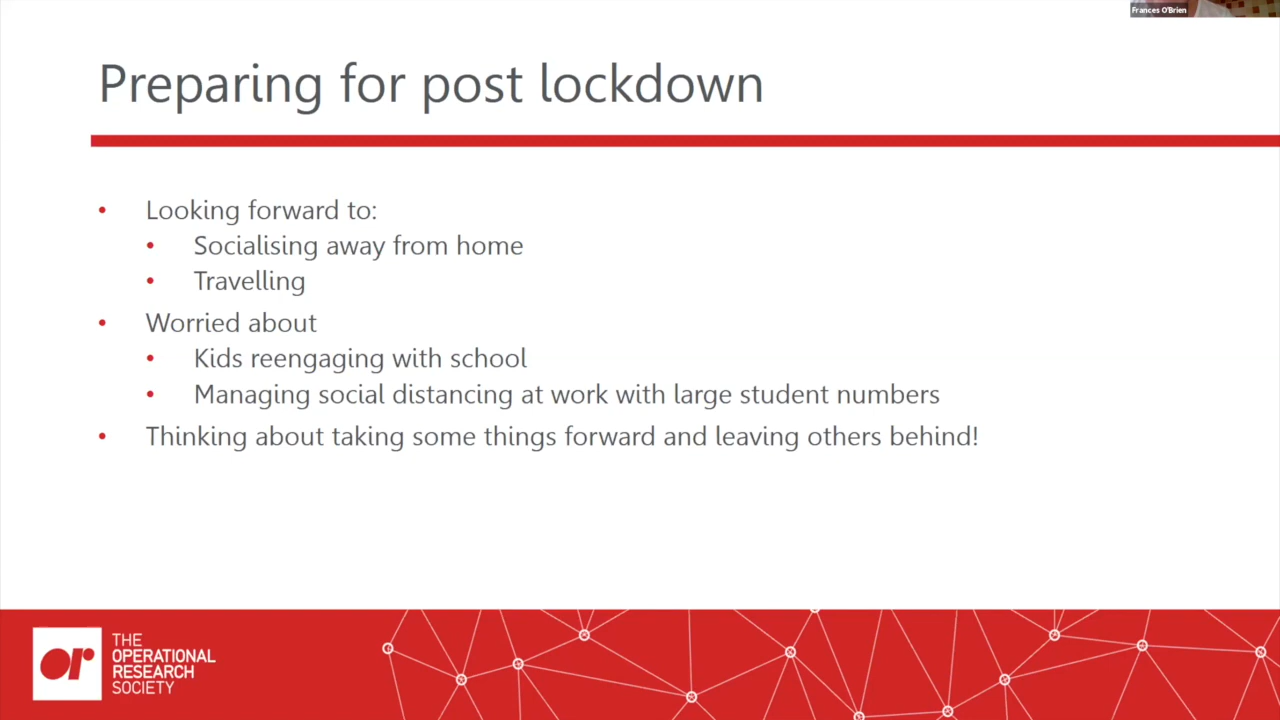 Frances O'Brien
Preparing for post lockdown
• Looking forward to:
• Socialising away from home
• Travelling
• Worried about
• Kids reengaging with school
• Managing social distancing at work with large student numbers
• Thinking about taking some things forward and leaving others behind!
or
THE
OPERATIONAL
RESEARCH
SOCIETY